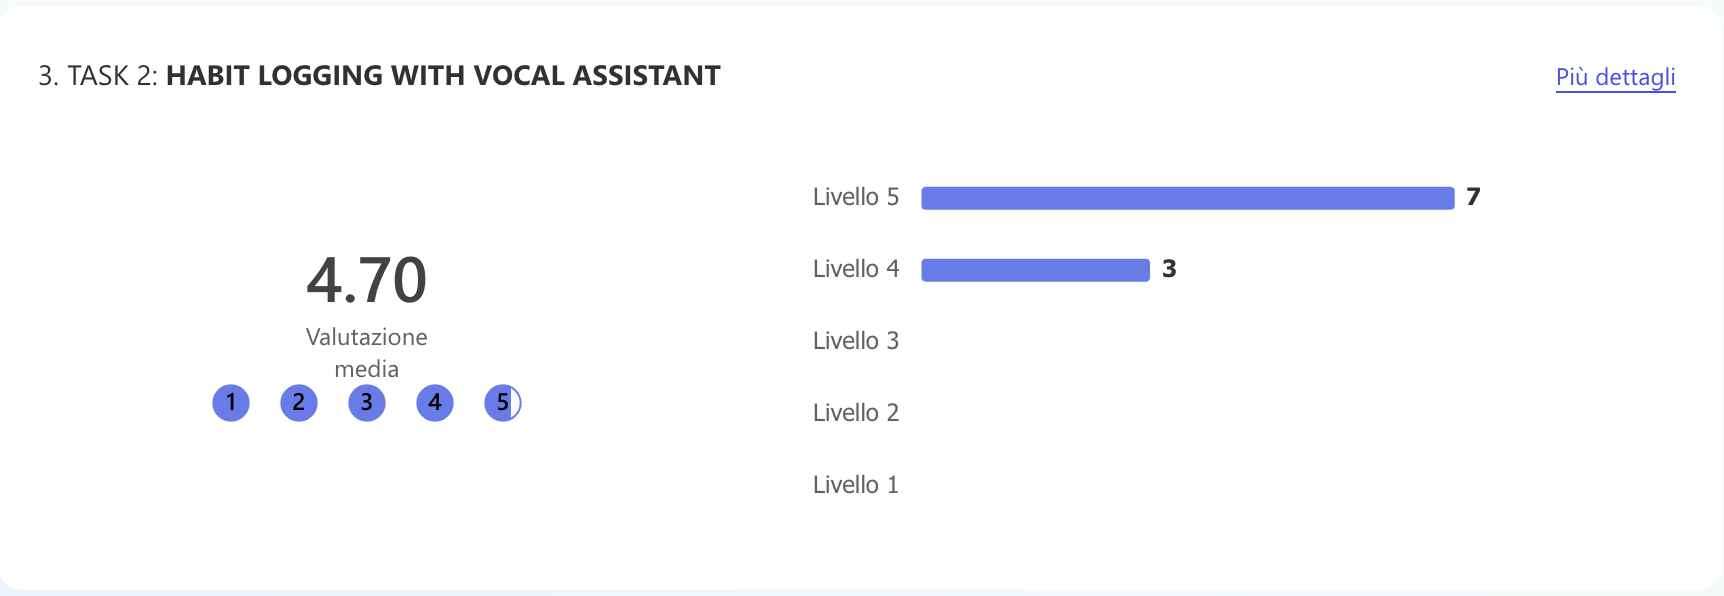 3. TASK 2: HABIT LOGGING WITH VOCAL ASSISTANT
Più dettagli
4.70
Valutazione
media
1 2 3 4 5
Livello 5 7
Livello 4 3
Livello 3
Livello 2
Livello 1